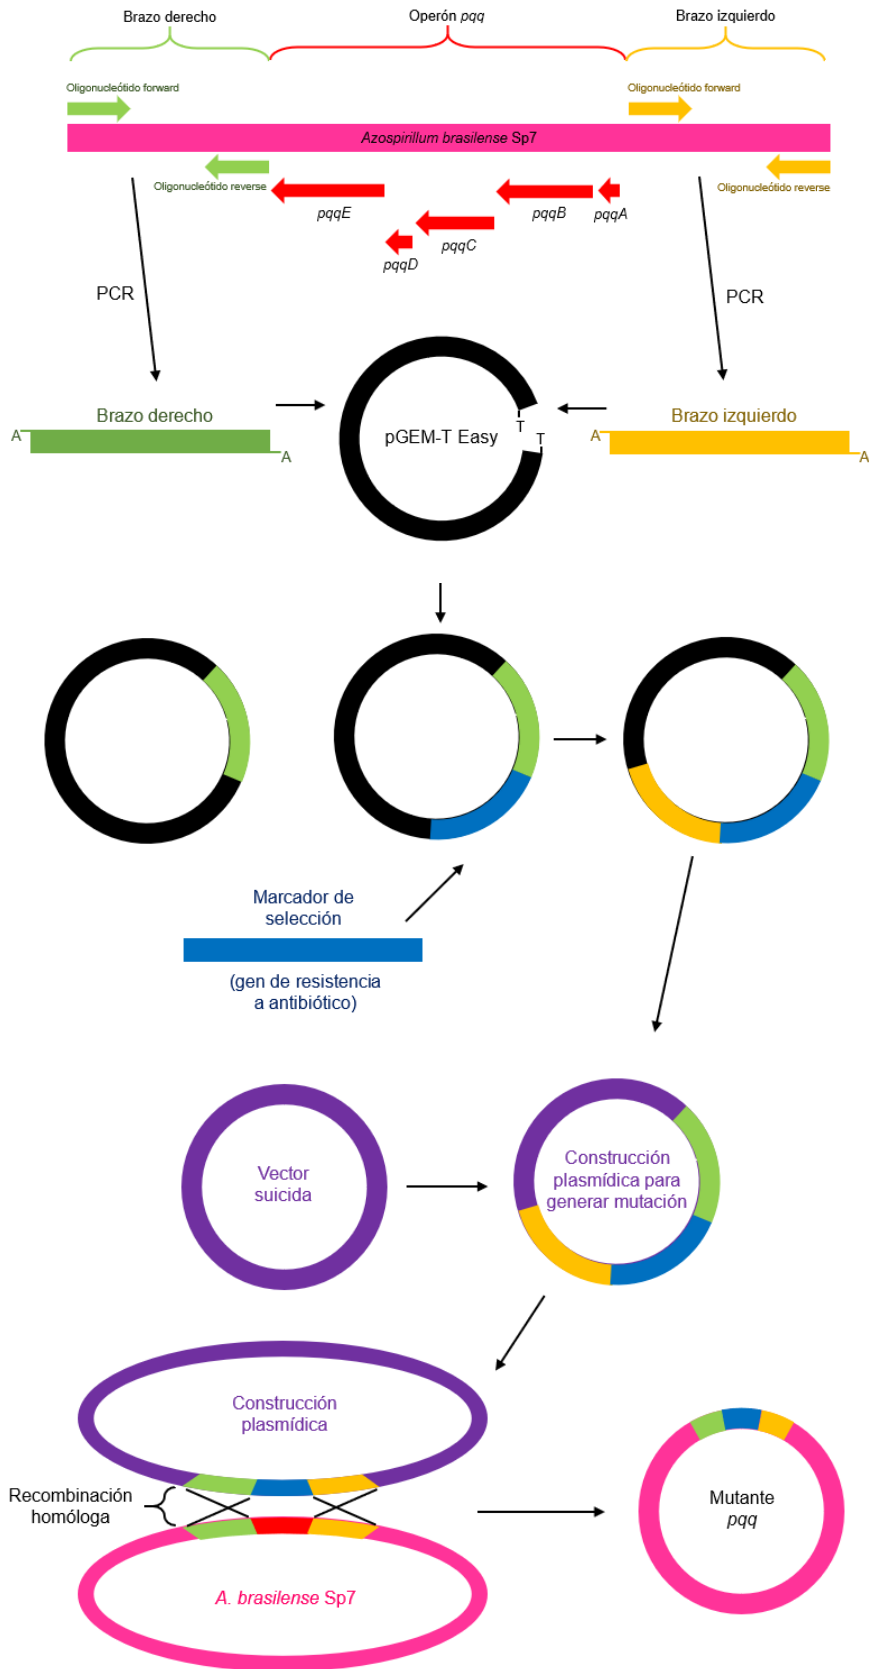 Brazo derecho
Operón pqq
Brazo izquierdo
Oligonucleótido forward
Oligonucleótido forward
Azospirillum brasilense Sp7
Oligonucleótido reverse
Oligonucleótido reverse
pqqE
pqqB
pqqA
pqqC
pqqD
PCR
PCR
Brazo derecho
A
A
pGEM-T Easy
T
T
Brazo izquierdo
A
A
Marcador de
selección
(gen de resistencia
a antibiótico)
Vector
suicida
Construcción
plasmídica para
generar mutación
Construcción
plasmídica
Recombinación
homóloga
A. brasilense Sp7
Mutante
pqq